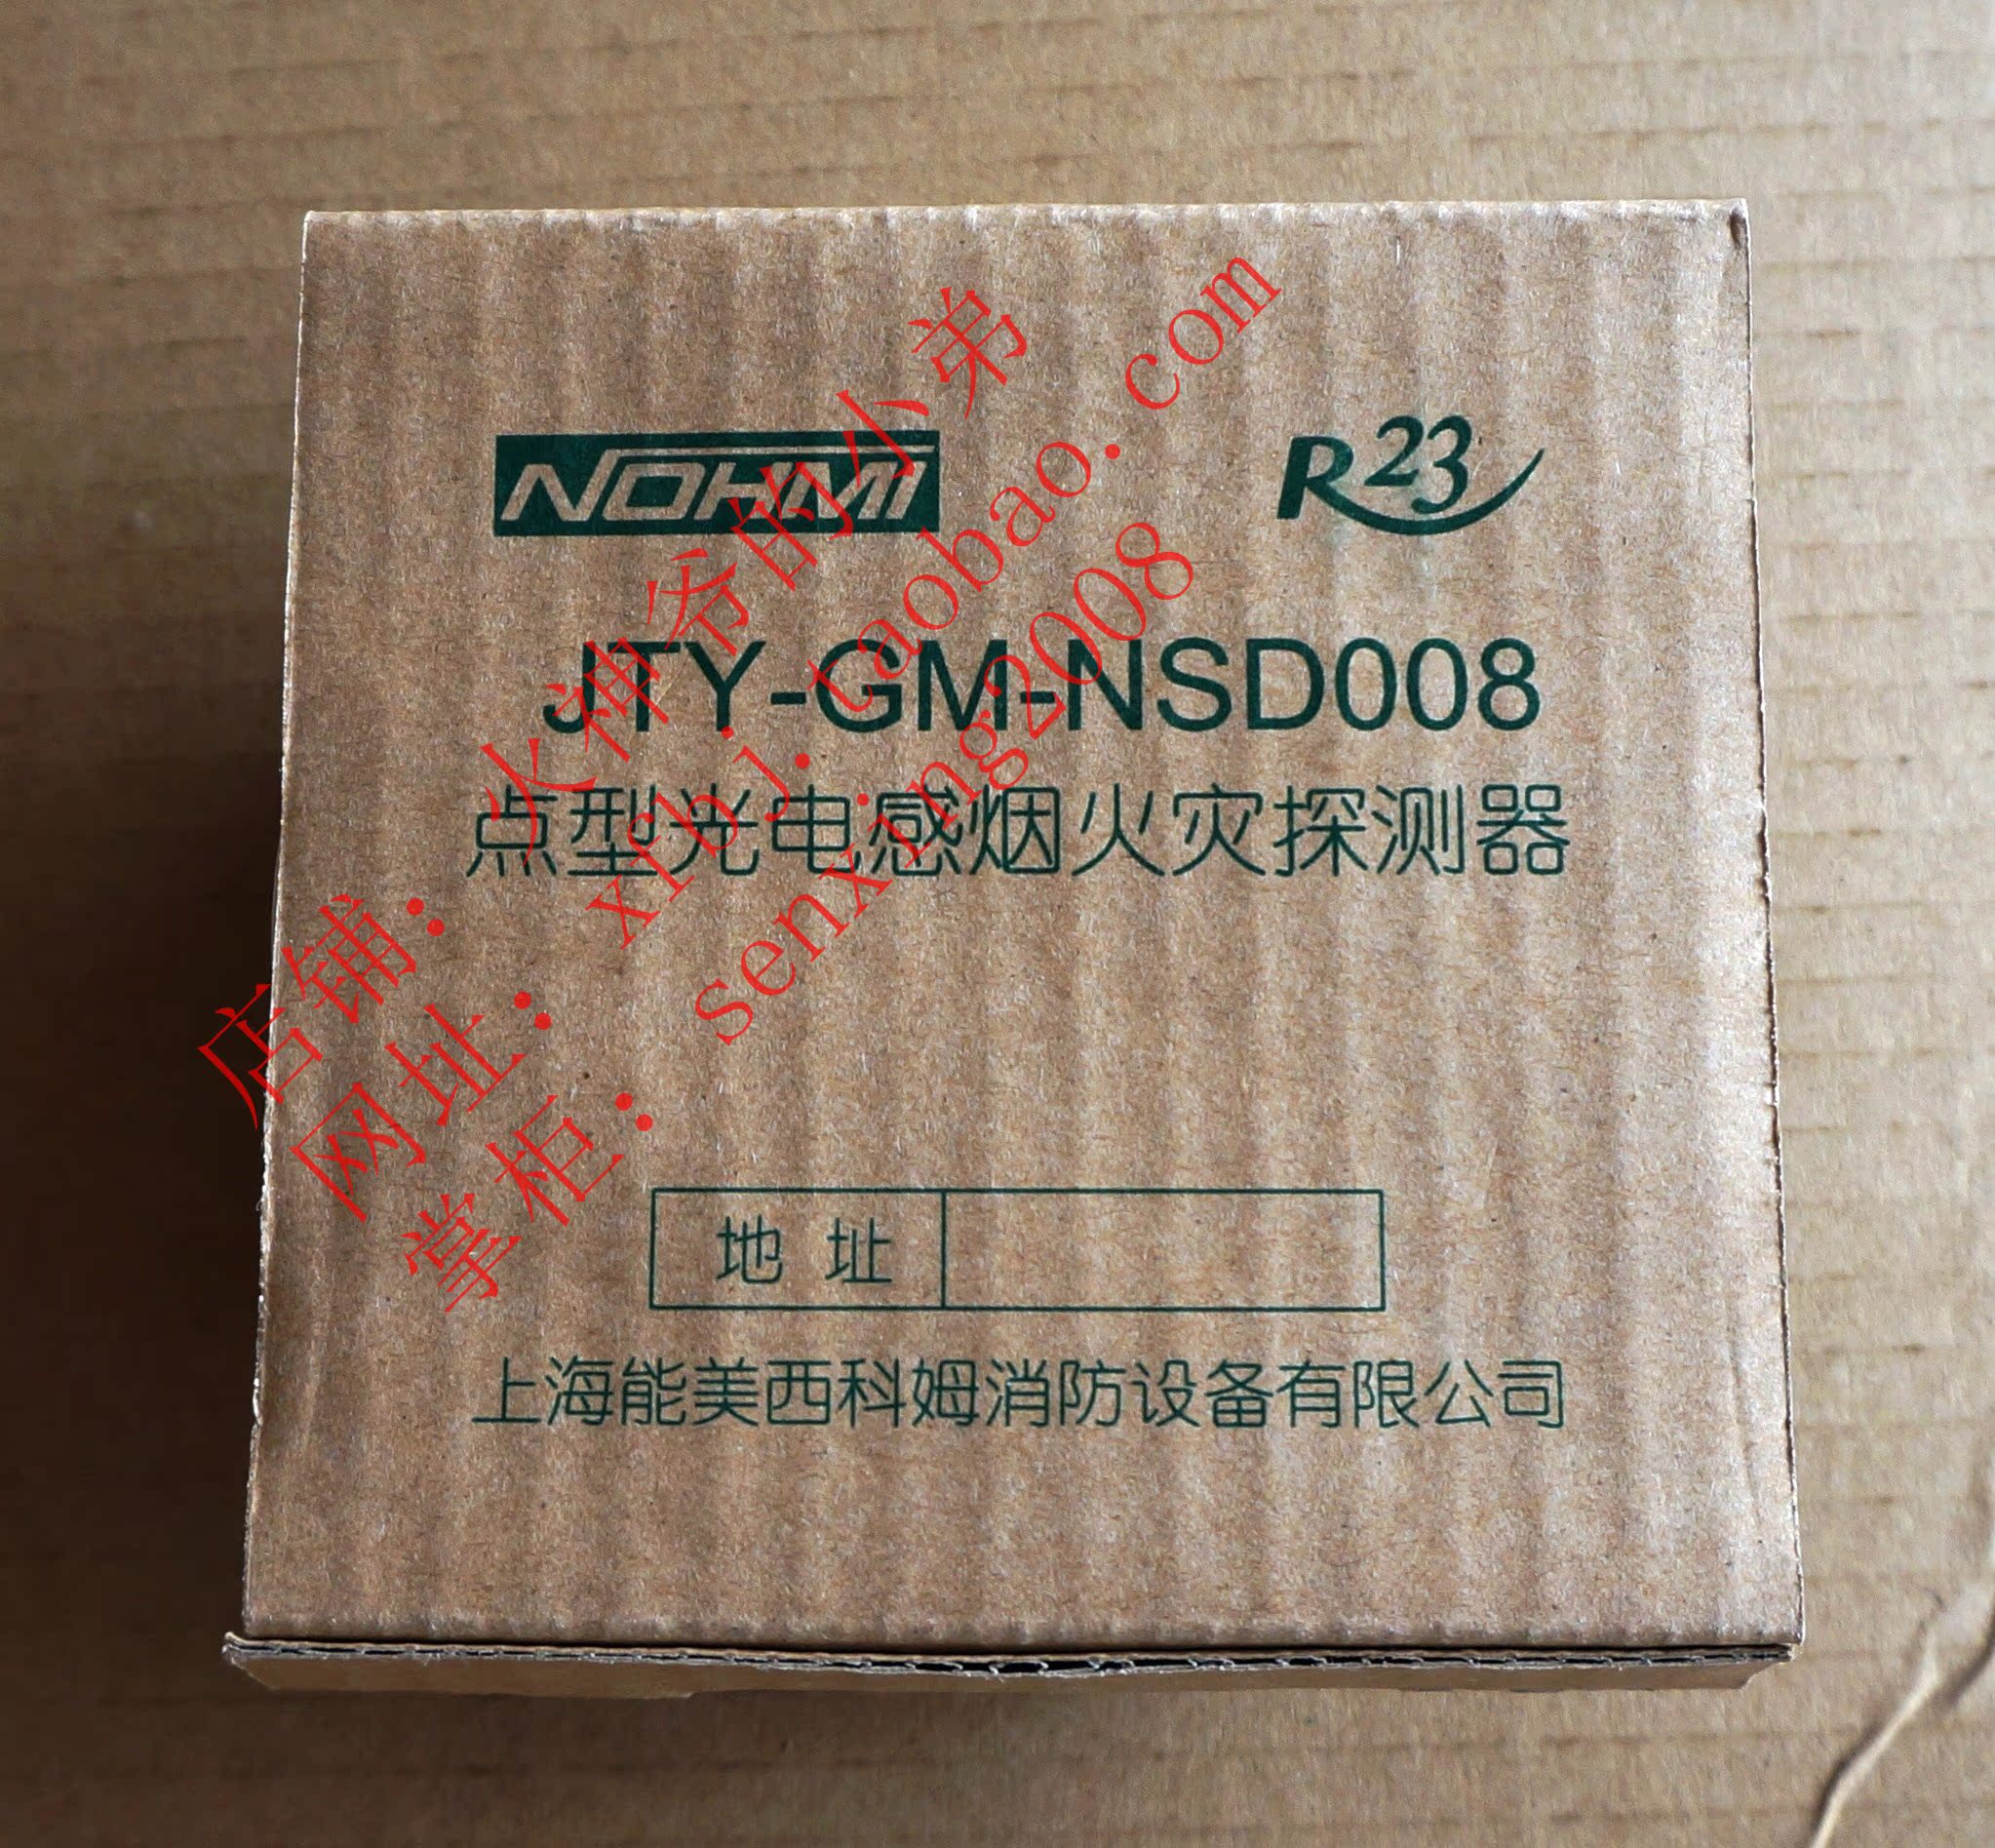 NOHMI
R23
JTY-GM-NSD008
点型光电感烟火灾探测器
地址
上海能美西科姆消防设备有限公司
店铺：火神爷的小弟
网址：xfbj.taobao.com
掌柜：senxing2008